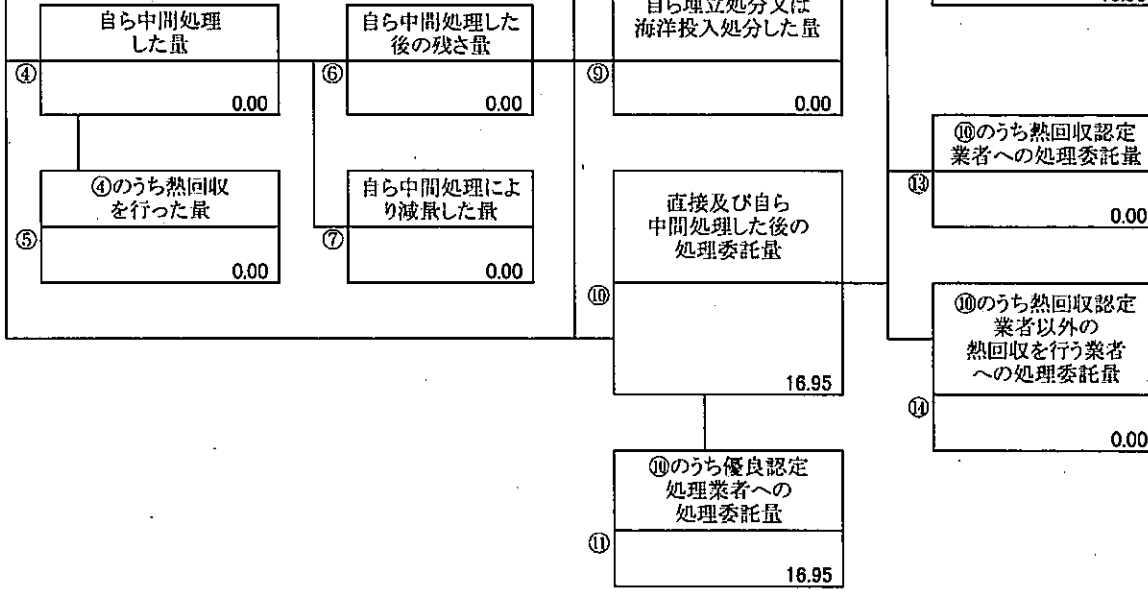 自ら中間処理
した量
④
0.00
自ら中間処理した
後の残さ量
⑥
0.00
自ら埋立処分又は
海洋投入処分した量
⑨
0.00
④のうち熱回収
を行った量
⑤
0.00
自ら中間処理によ
り減量した量
⑦
0.00
直接及び自ら
中間処理した後の
処理委託量
⑩
16.95
⑩のうち優良認定
処理業者への
処理委託量
⑪
16.95
⑩のうち熱回収認定
業者への処理委託量
⑬
0.00
⑩のうち熱回収認定
業者以外の
熱回収を行う業者
への処理委託量
⑭
0.00